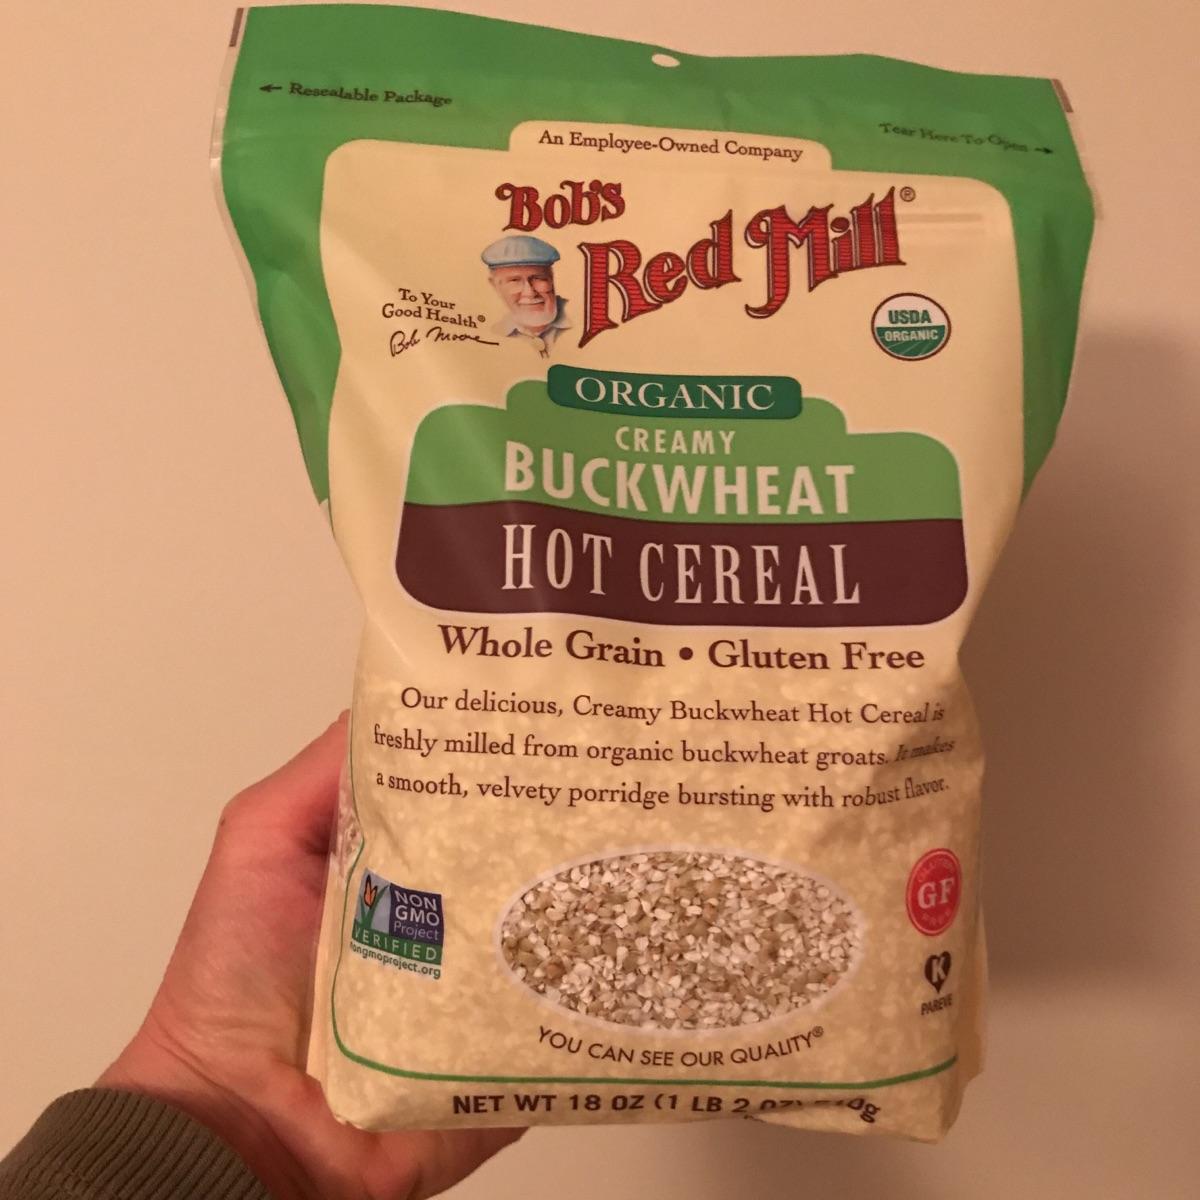 ← Resealable Package
Tear Here To Open →
An Employee-Owned Company
Bob's
Red Mill®
To Your
Good Health®
Bob Moore
USDA
ORGANIC
ORGANIC
CREAMY
BUCKWHEAT
HOT CEREAL
Whole Grain • Gluten Free
Our delicious, Creamy Buckwheat Hot Cereal is
freshly milled from organic buckwheat groats. It makes
a smooth, velvety porridge bursting with robust flavor.
NON
GMO
Project
VERIFIED
nongmoproject.org
GLUTEN
GF
FREE
K
PAREVE
YOU CAN SEE OUR QUALITY®
NET WT 18 OZ (1 LB 2 OZ)